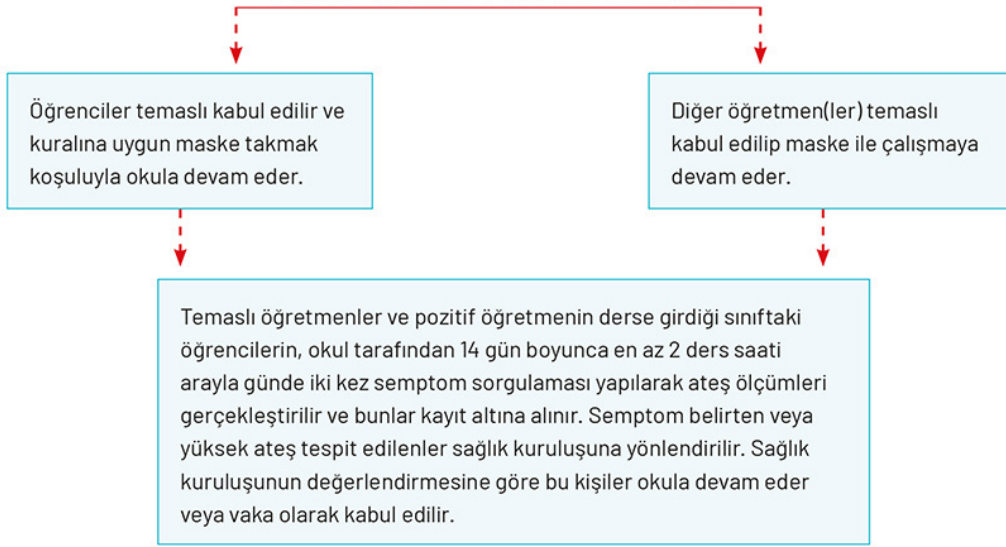 Öğrenciler temaslı kabul edilir ve
kuralına uygun maske takmak
koşuluyla okula devam eder.
Diğer öğretmen(ler) temaslı
kabul edilip maske ile çalışmaya
devam eder.
Temaslı öğretmenler ve pozitif öğretmenin derse girdiği sınıftaki
öğrencilerin, okul tarafından 14 gün boyunca en az 2 ders saati
arayla günde iki kez semptom sorgulaması yapılarak ateş ölçümleri
gerçekleştirilir ve bunlar kayıt altına alınır. Semptom belirten veya
yüksek ateş tespit edilenler sağlık kuruluşuna yönlendirilir. Sağlık
kuruluşunun değerlendirmesine göre bu kişiler okula devam eder
veya vaka olarak kabul edilir.